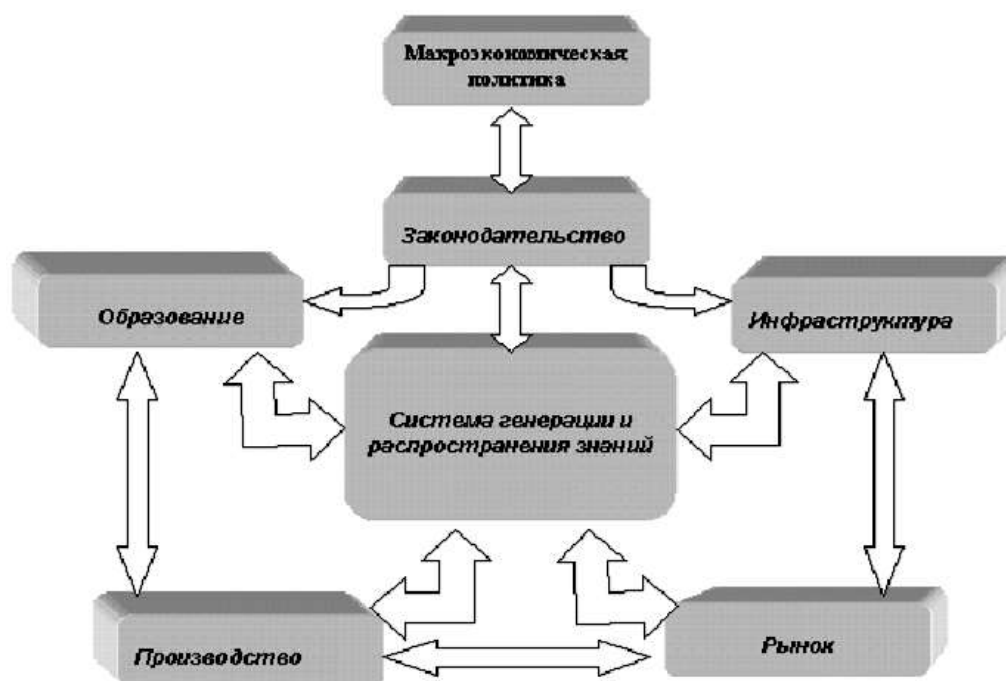 Макроэкономическая
политика
Законодательство
Образование
Инфраструктура
Система генерации и
распространения знаний
Производство
Рынок